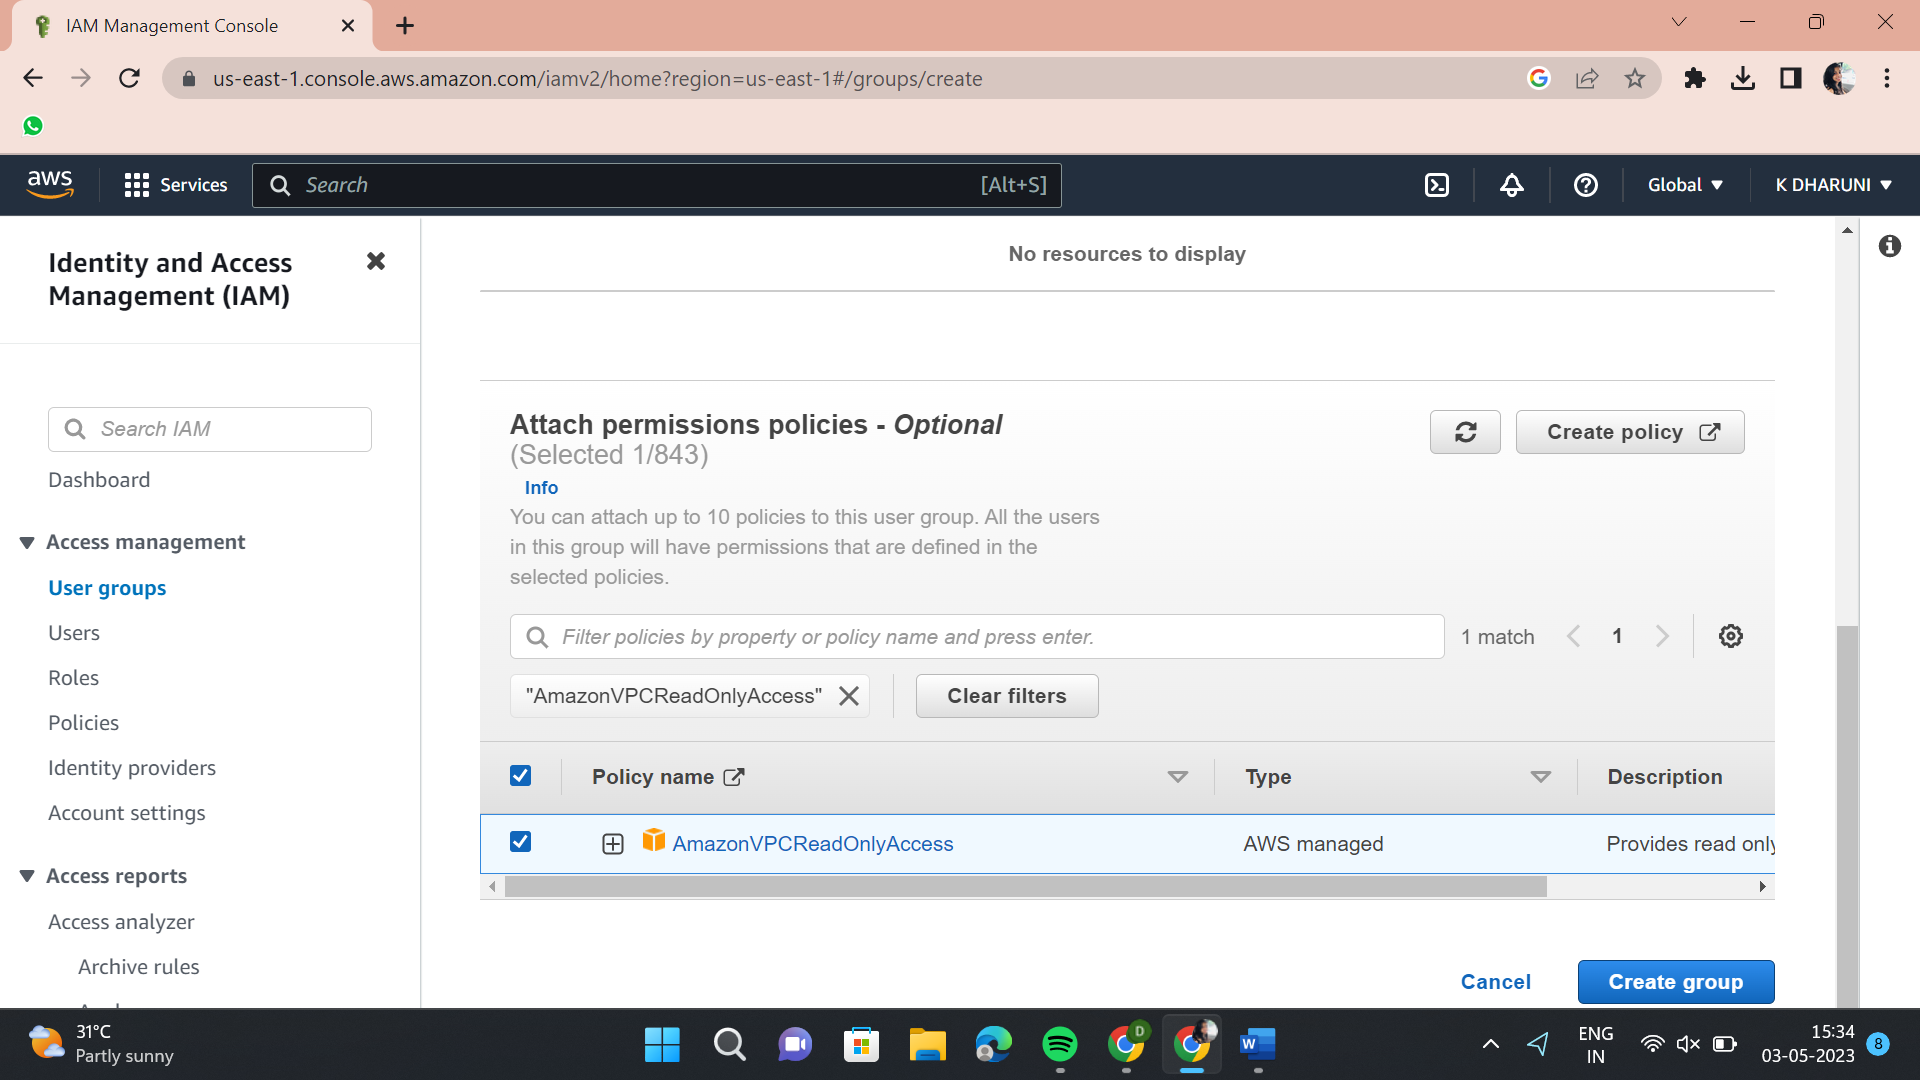 IAM Management Console
us-east-1.console.aws.amazon.com/iamv2/home?region=us-east-1#/groups/create
D
aws
Services
Search
[Alt+S]
Global
K DHARUNI
Identity and Access
Management (IAM)
Search IAM
Dashboard
Access management
User groups
Users
Roles
Policies
Identity providers
Account settings
Access reports
Access analyzer
Archive rules
No resources to display
Attach permissions policies - Optional
(Selected 1/843)
Info
Create policy
You can attach up to 10 policies to this user group. All the users
in this group will have permissions that are defined in the
selected policies.
Filter policies by property or policy name and press enter.
1 match
1
"AmazonVPCReadOnlyAccess"
Clear filters
Policy name
Type
Description
AmazonVPCReadOnlyAccess
AWS managed
Provides read only
Cancel
Create group
31°C
Partly sunny
W
ENG
IN
15:34
03-05-2023
8